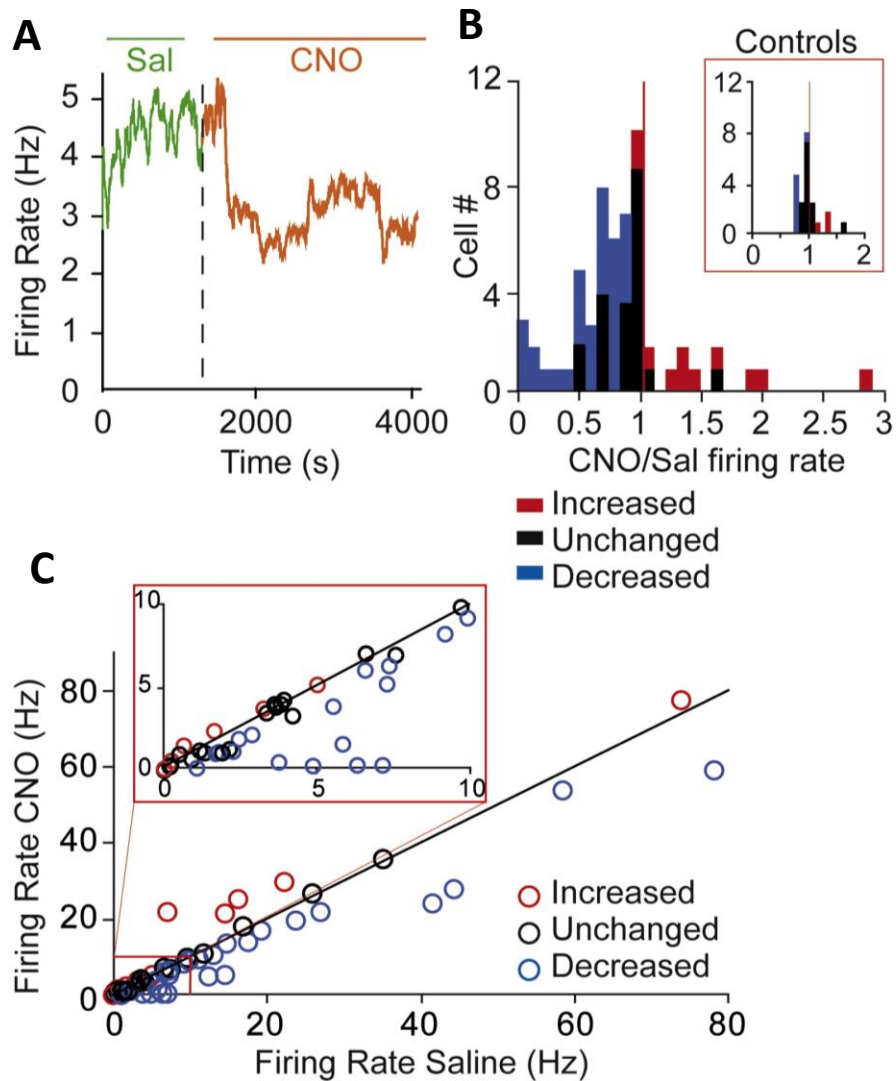 A
Sal
CNO
Firing Rate (Hz)
5
4
3
2
1
0
0
2000
4000
Time (s)
B
Controls
12
8
4
0
Cell #
12
8
4
0
0
1
2
0
0.5
1
1.5
2
2.5
3
CNO/Sal firing rate
Increased
Unchanged
Decreased
C
10
5
0
0
5
10
Firing Rate CNO (Hz)
80
60
40
20
0
Increased
Unchanged
Decreased
0
20
40
60
80
Firing Rate Saline (Hz)